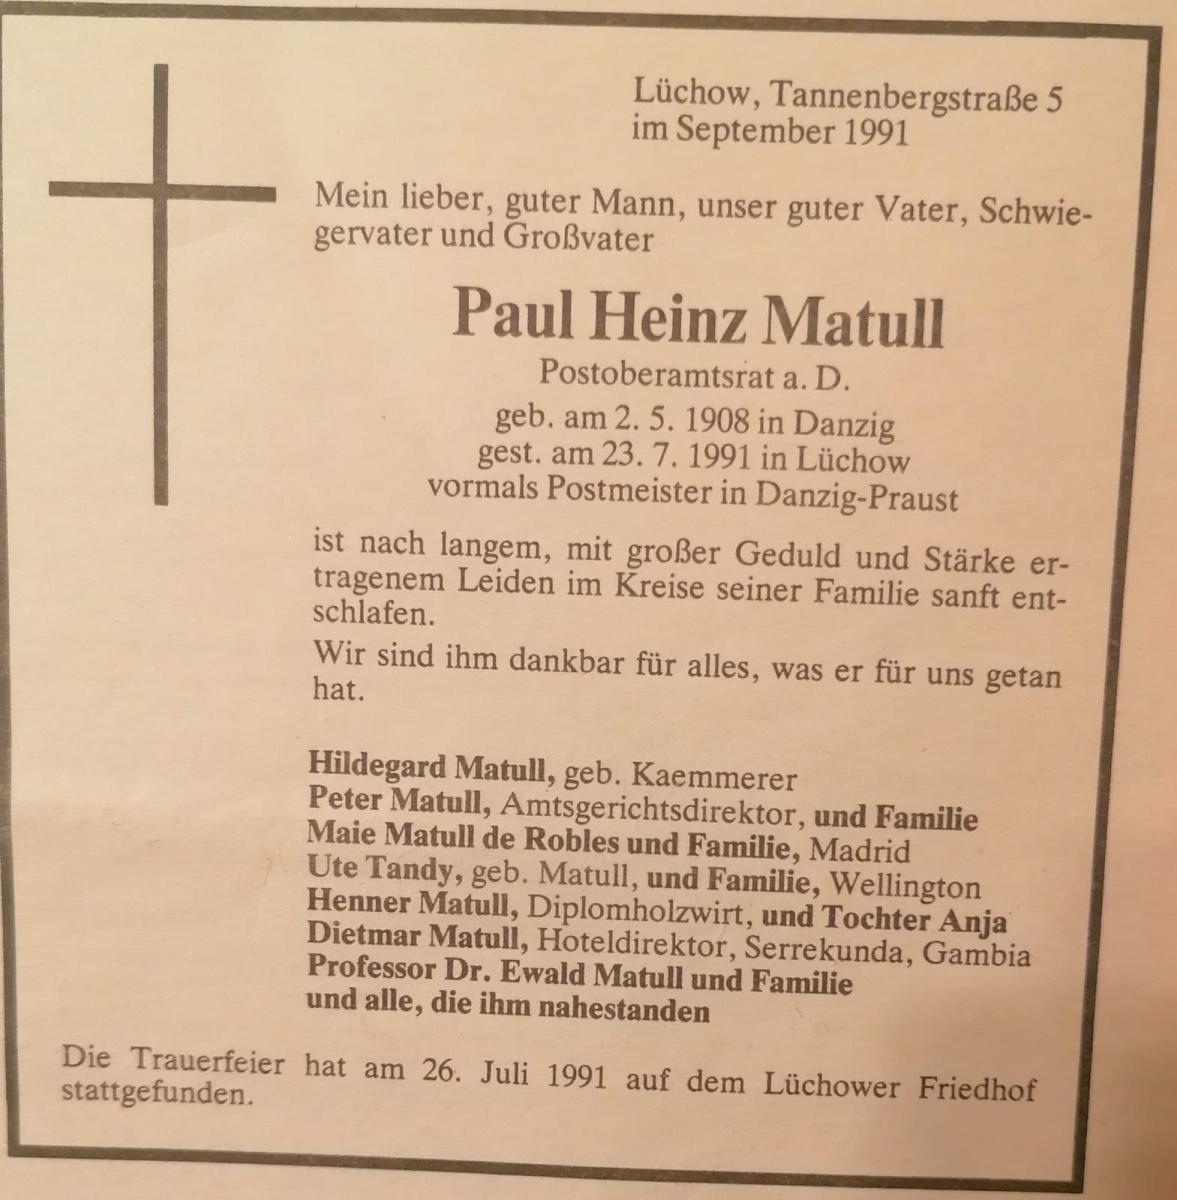 Lüchow, Tannenbergstraße 5
im September 1991
Mein lieber, guter Mann, unser guter Vater, Schwie-
gervater und Großvater
Paul Heinz Matull
Postoberamtsrat a. D.
geb. am 2. 5. 1908 in Danzig
gest. am 23. 7. 1991 in Lüchow
vormals Postmeister in Danzig-Praust
ist nach langem, mit großer Geduld und Stärke er-
tragenem Leiden im Kreise seiner Familie sanft ent-
schlafen.
Wir sind ihm dankbar für alles, was er für uns getan
hat.
Hildegard Matull, geb. Kaemmerer
Peter Matull, Amtsgerichtsdirektor, und Familie
Maie Matull de Robles und Familie, Madrid
Ute Tandy, geb. Matull, und Familie, Wellington
Henner Matull, Diplomholzwirt, und Tochter Anja
Dietmar Matull, Hoteldirektor, Serrekunda, Gambia
Professor Dr. Ewald Matull und Familie
und alle, die ihm nahestanden
Die Trauerfeier hat am 26. Juli 1991 auf dem Lüchower Friedhof
stattgefunden.